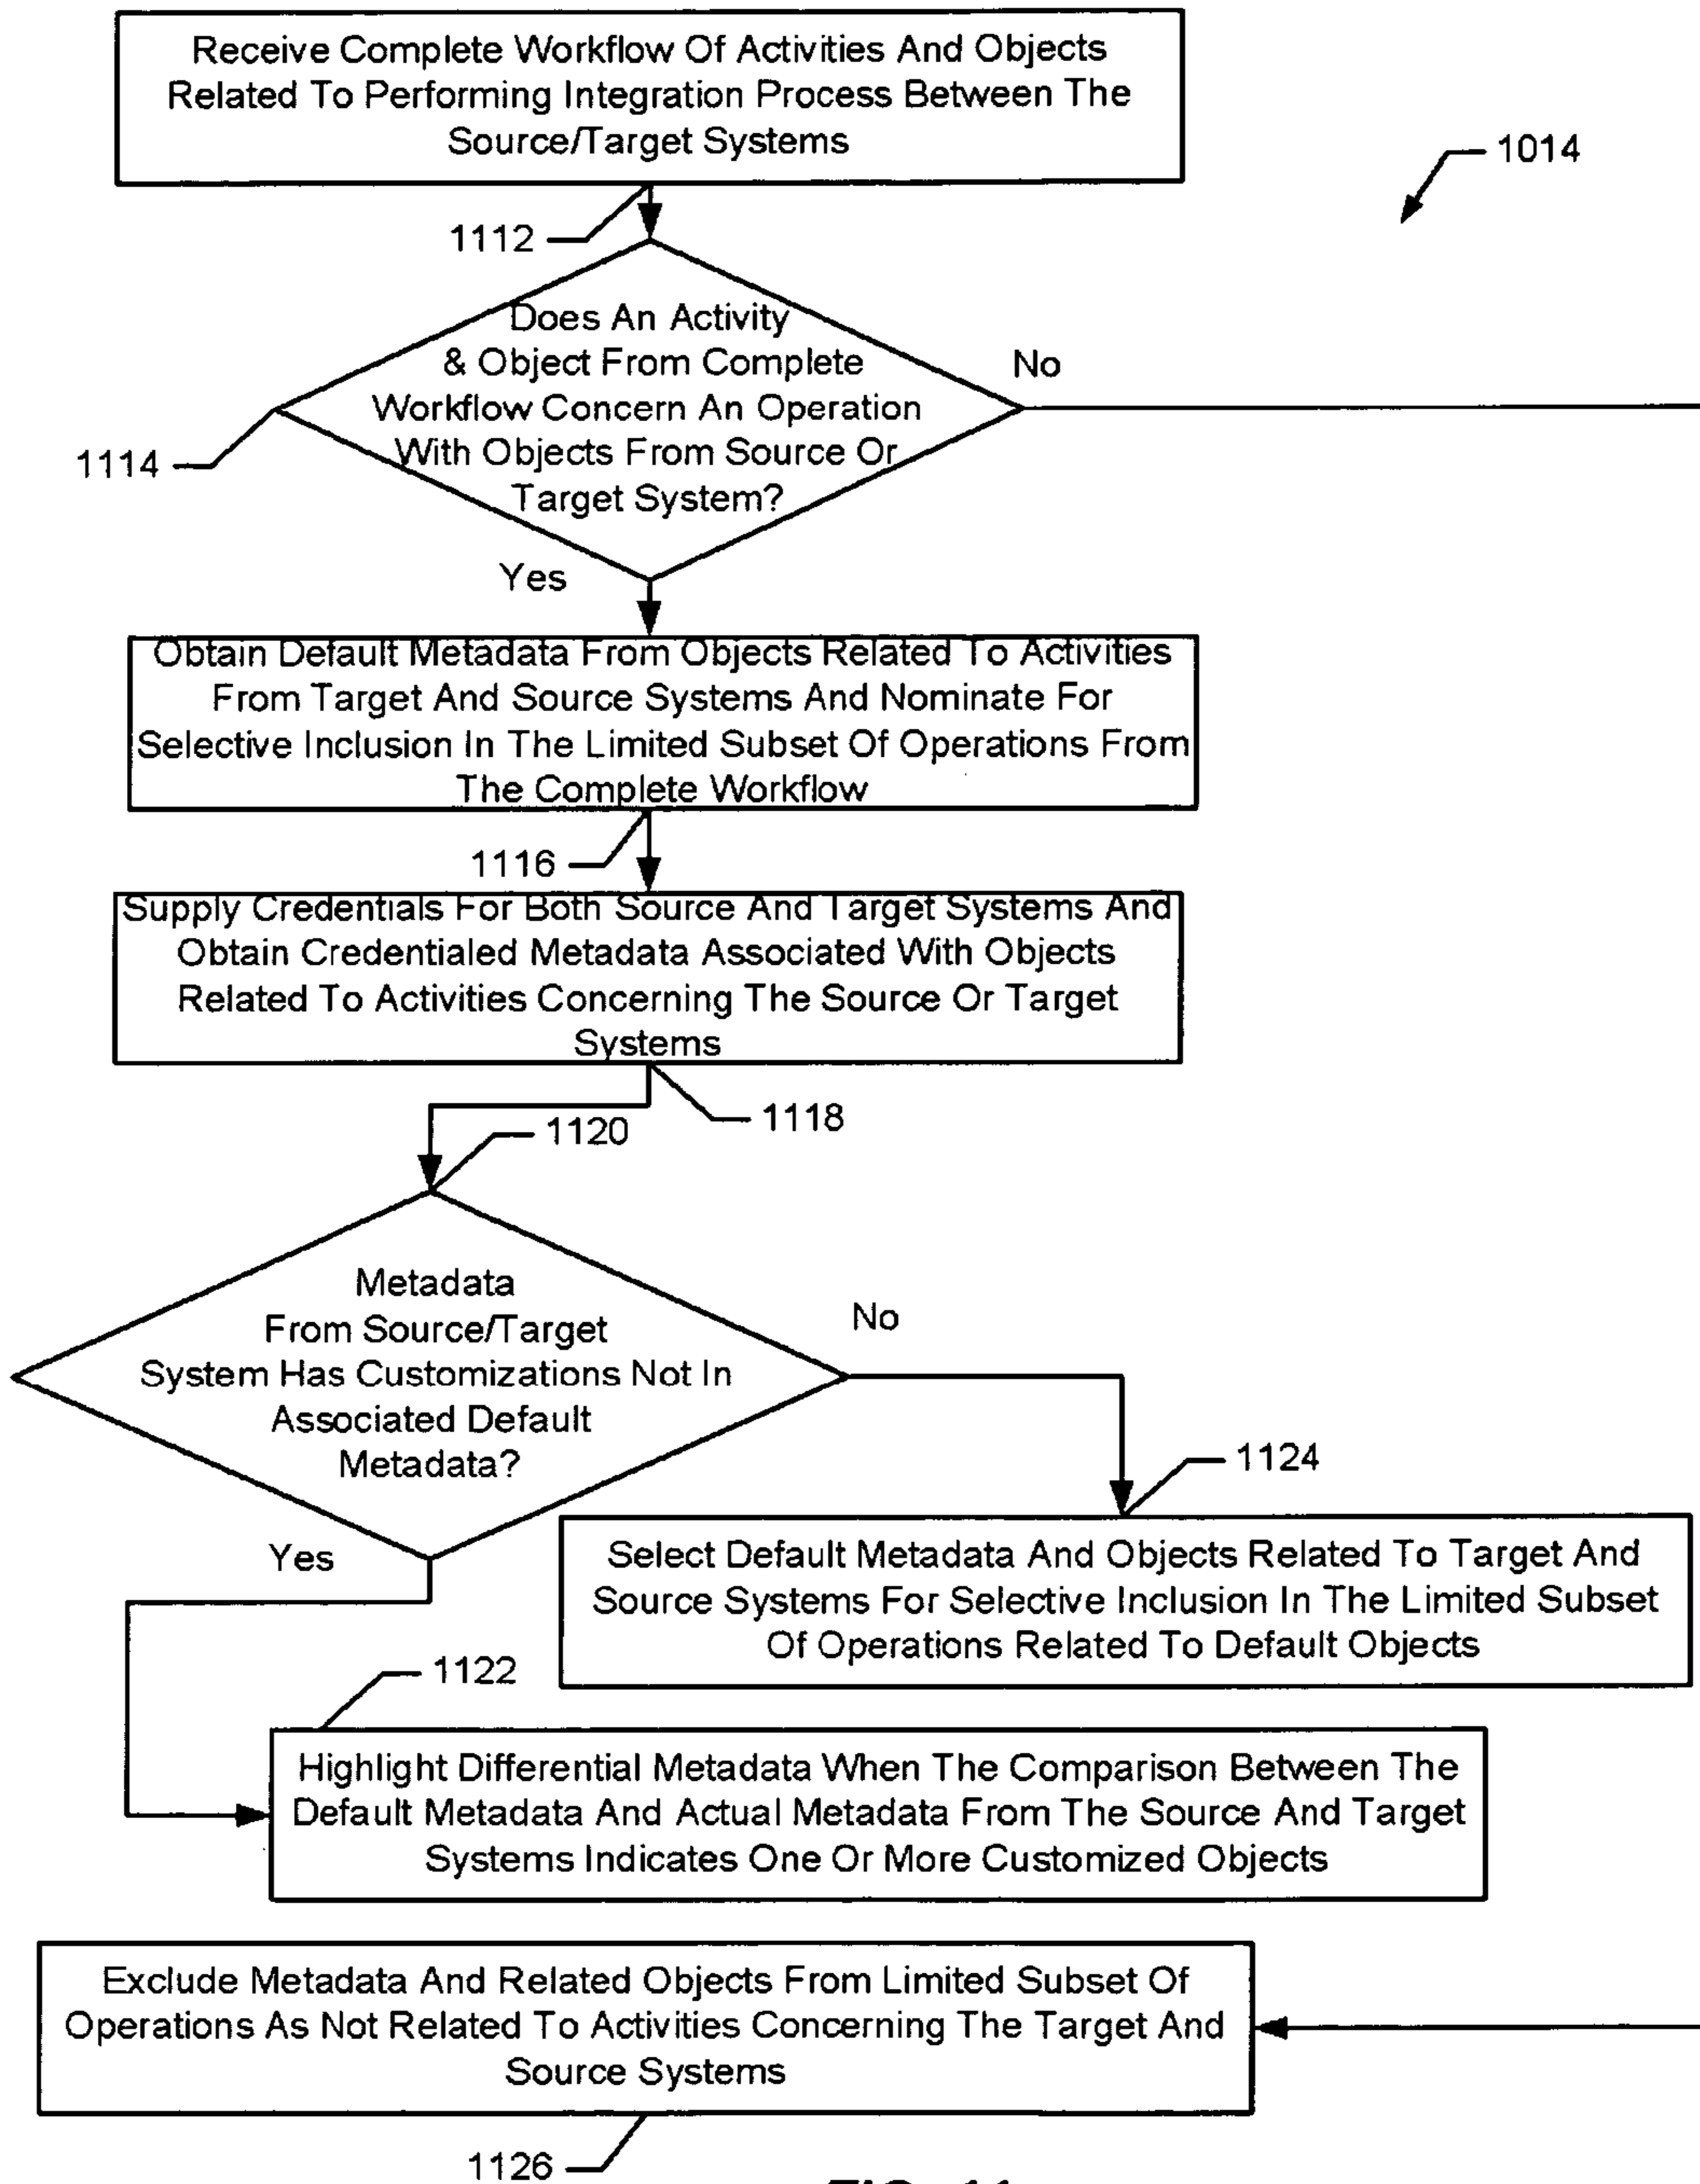 Receive Complete Workflow Of Activities And Objects
Related To Performing Integration Process Between The
Source/Target Systems
1014
1112
Does An Activity
& Object From Complete
Workflow Concern An Operation
With Objects From Source Or
Target System?
No
1114
Yes
Obtain Default Metadata From Objects Related To Activities
From Target And Source Systems And Nominate For
Selective Inclusion In The Limited Subset Of Operations From
The Complete Workflow
1116
Supply Credentials For Both Source And Target Systems And
Obtain Credentialed Metadata Associated With Objects
Related To Activities Concerning The Source Or Target
Systems
1118
1120
Metadata
From Source/Target
System Has Customizations Not In
Associated Default
Metadata?
No
Yes
1124
Select Default Metadata And Objects Related To Target And
Source Systems For Selective Inclusion In The Limited Subset
Of Operations Related To Default Objects
1122
Highlight Differential Metadata When The Comparison Between The
Default Metadata And Actual Metadata From The Source And Target
Systems Indicates One Or More Customized Objects
Exclude Metadata And Related Objects From Limited Subset Of
Operations As Not Related To Activities Concerning The Target And
Source Systems
1126